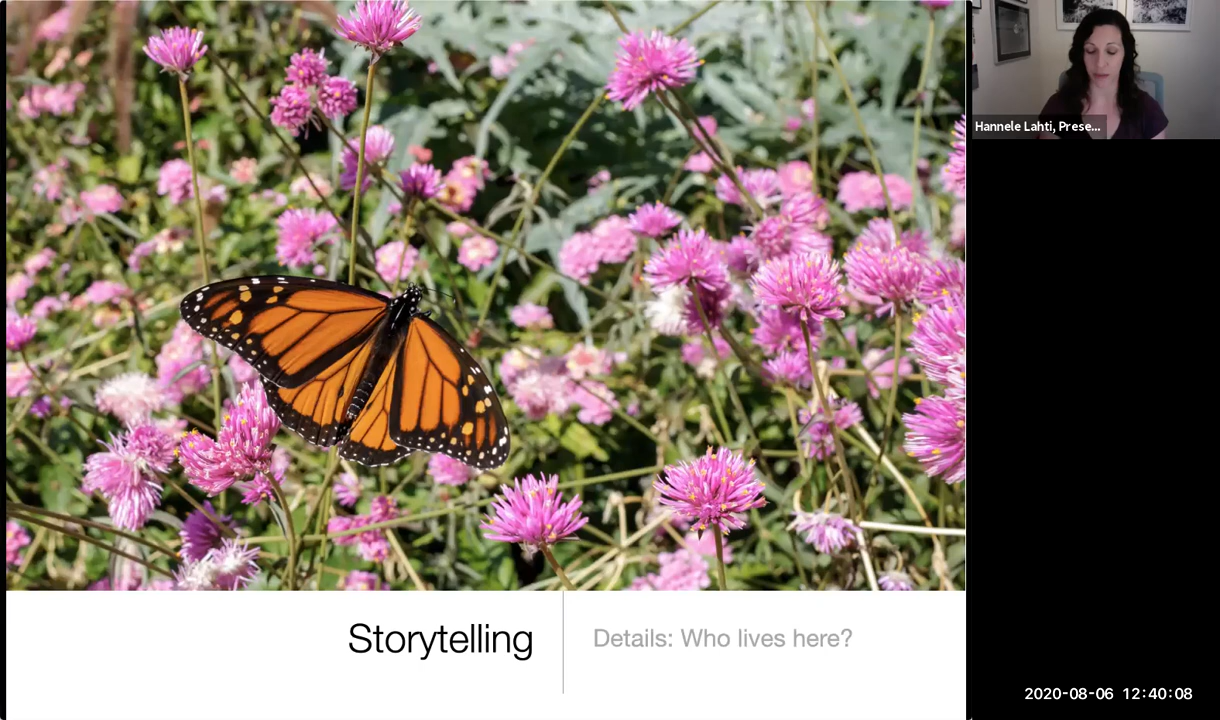 Hannele Lahti, Prese...
Storytelling
Details: Who lives here?
2020-08-06 12:40:08